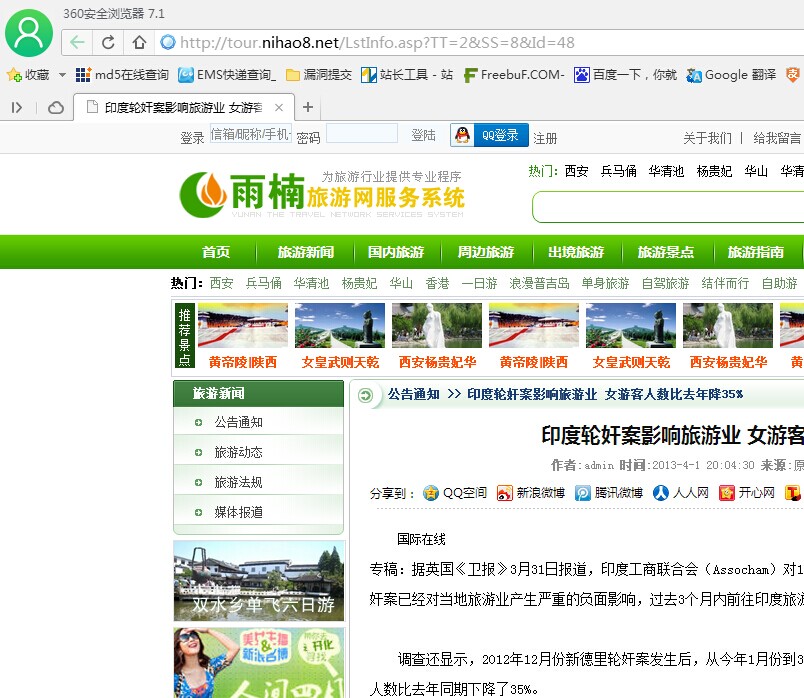 360安全浏览器 7.1
http://tour.nihao8.net/LstInfo.asp?TT=2&SS=8&Id=48
收藏 md5在线查询 EMS快递查询_ 漏洞提交 站长工具 - 站 FreebuF.COM- 百度一下，你就 Google 翻译
印度轮奸案影响旅游业 女游客
登录 信箱/昵称/手机 密码 登陆 QQ登录 注册 关于我们 | 给我留言
雨楠 为旅游行业提供专业程序
旅游网服务系统
YUNAN THE TRAVEL NETWORK SERVICES SYSTEM
热门： 西安 兵马俑 华清池 杨贵妃 华山 华清
首页 旅游新闻 国内旅游 周边旅游 出境旅游 旅游景点 旅游指南
热门： 西安 兵马俑 华清池 杨贵妃 华山 香港 一日游 浪漫普吉岛 单身旅游 自驾旅游 结伴而行 自助游
推荐景点
黄帝陵|陕西 女皇武则天乾 西安杨贵妃华 黄帝陵|陕西 女皇武则天乾 西安杨贵妃华 黄
旅游新闻
公告通知
旅游动态
旅游法规
媒体报道
双水乡单飞六日游
美女主播
新浪客博
带你去
开化
寻找
人间四
公告通知 >> 印度轮奸案影响旅游业 女游客人数比去年降35%
印度轮奸案影响旅游业 女游客
作者:admin 时间:2013-4-1 20:04:30 来源:原
分享到： QQ空间 新浪微博 腾讯微博 人人网 开心网
国际在线
专稿：据英国《卫报》3月31日报道，印度工商联合会（Assocham）对1
奸案已经对当地旅游业产生严重的负面影响，过去3个月内前往印度旅游
调查还显示，2012年12月份新德里轮奸案发生后，从今年1月份到3
人数比去年同期下降了35%。